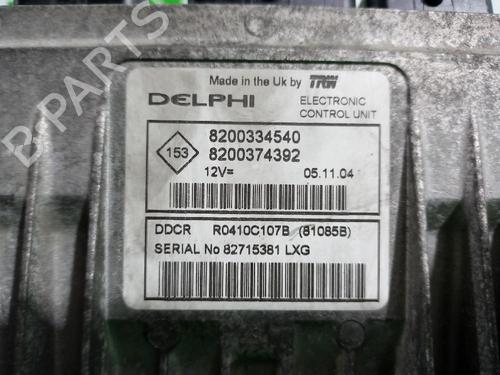 Made in the Uk by TRW
DELPHI ELECTRONIC
CONTROL UNIT
153
8200334540
8200374392
12V= 05.11.04
DDCR R0410C107B (81085B)
SERIAL No 82715381 LXG
B-PARTS